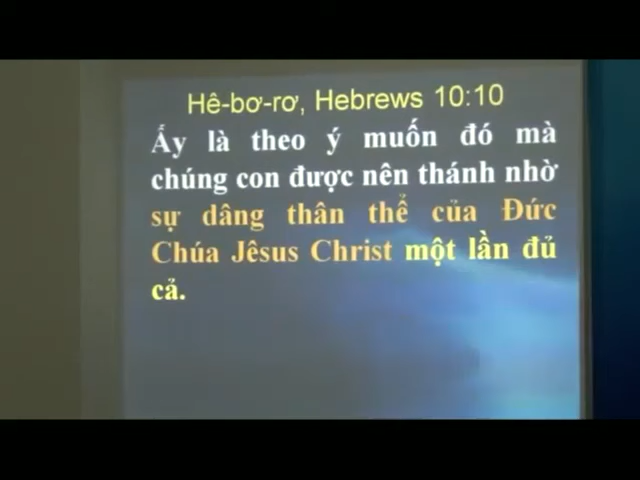 Hê-bơ-rơ, Hebrews 10:10
Ấy là theo ý muốn đó mà
chúng con được nên thánh nhờ
sự dâng thân thể của Đức
Chúa Jêsus Christ một lần đủ
cả.